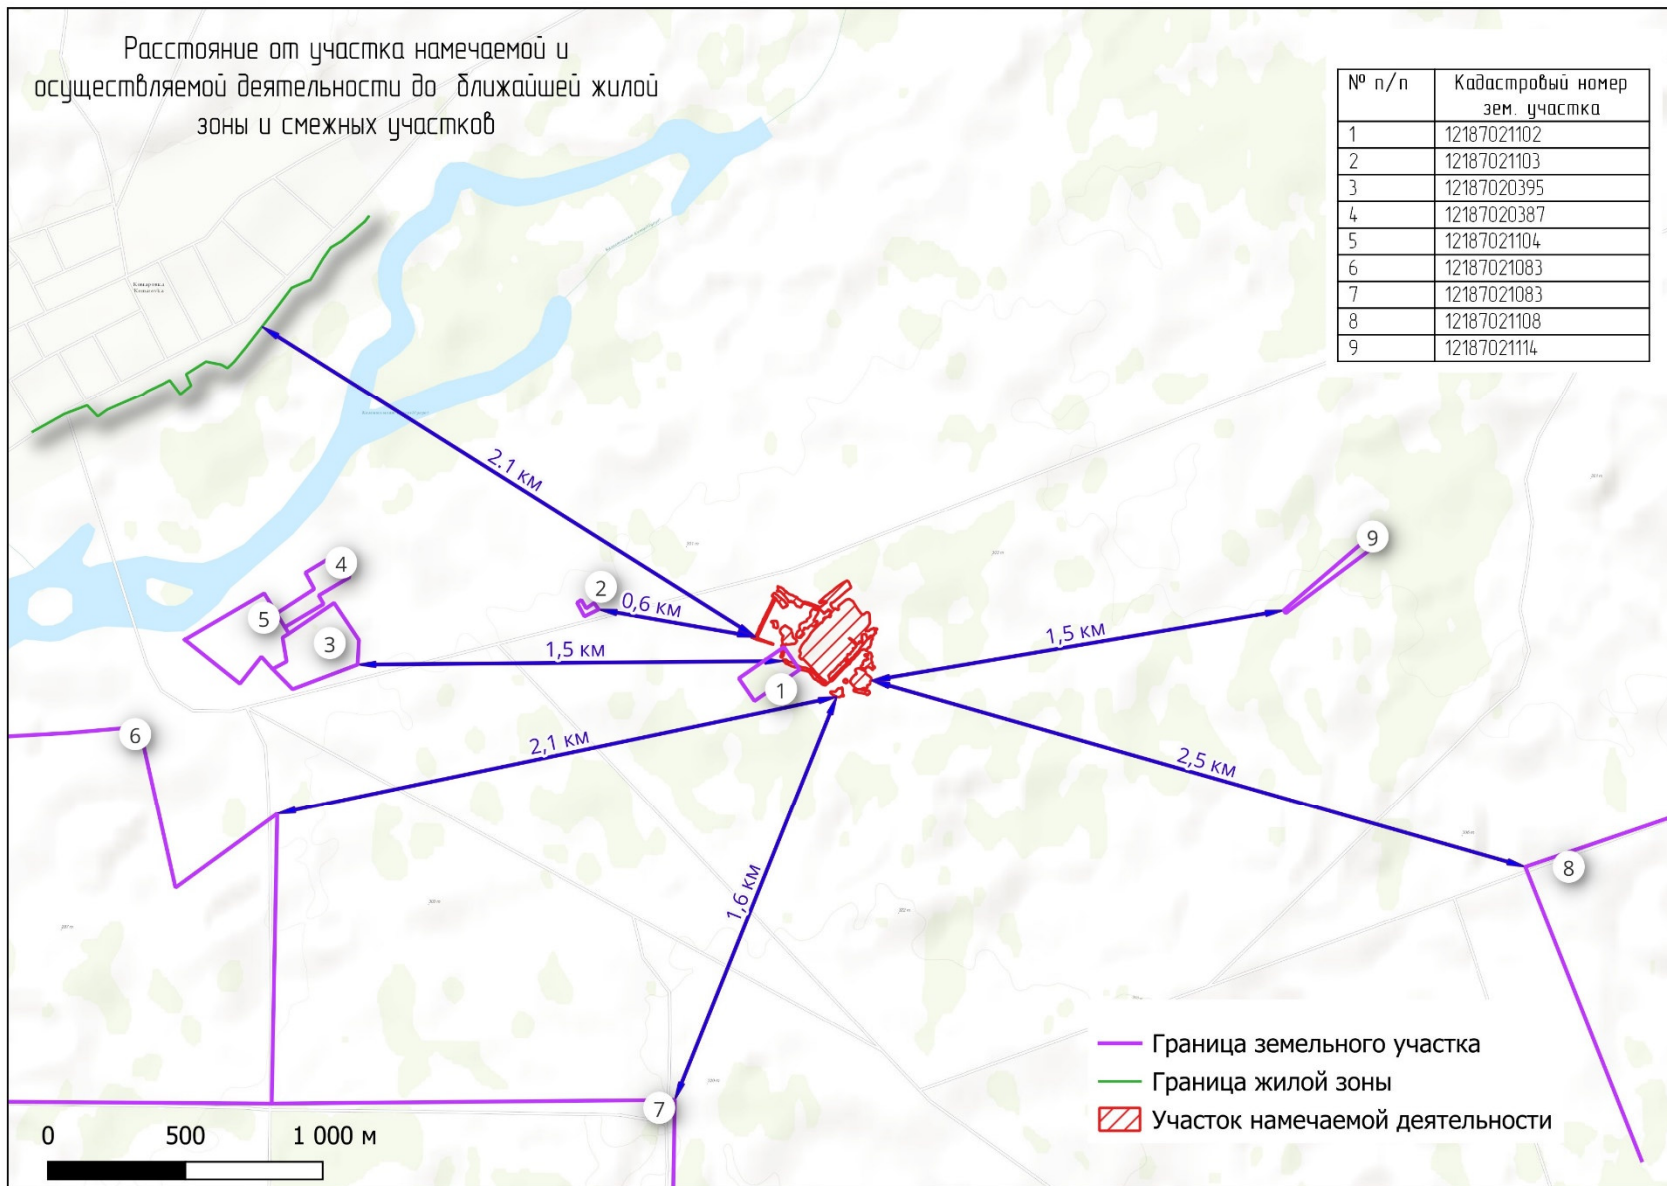 Расстояние от участка намечаемой и
осуществляемой деятельности до ближайшей жилой
зоны и смежных участков
№ п/п Кадастровый номер
зем. участка
1 12187021102
2 12187021103
3 12187020395
4 12187020387
5 12187021104
6 12187021083
7 12187021083
8 12187021108
9 12187021114
2.1 км
4
2
0,6 км
9
5
3
1,5 км
1,5 км
1
6
2,1 км
2,5 км
8
1,6 км
7
Граница земельного участка
Граница жилой зоны
Участок намечаемой деятельности
0 500 1 000 м